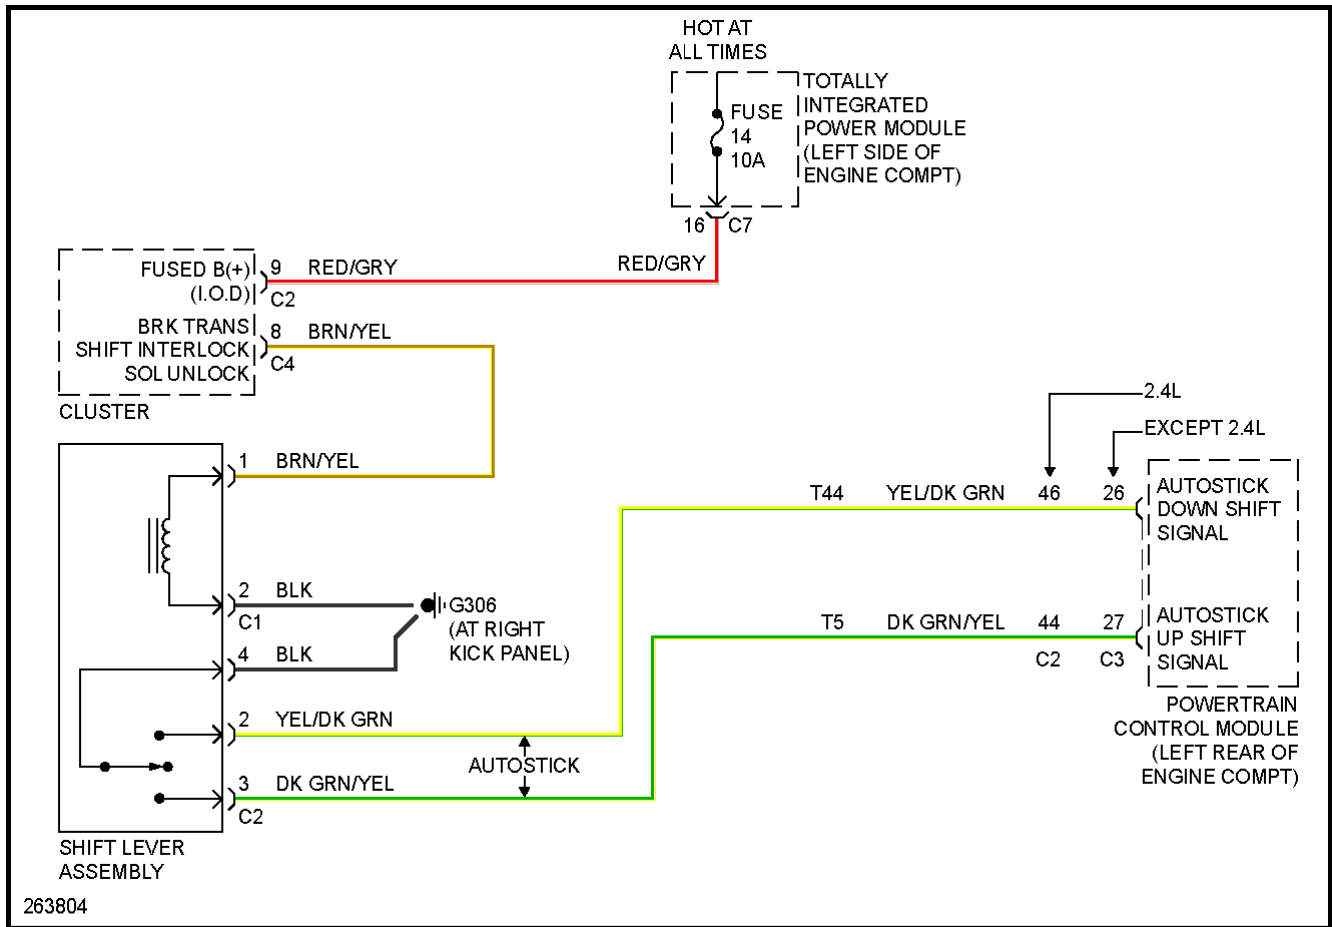 HOT AT
ALL TIMES
FUSE
14
10A
TOTALLY
INTEGRATED
POWER MODULE
(LEFT SIDE OF
ENGINE COMPT)
16 C7
FUSED B(+)
(I.O.D)
9 RED/GRY RED/GRY
C2
BRK TRANS
SHIFT INTERLOCK
SOL UNLOCK
8 BRN/YEL
C4
CLUSTER
2.4L
EXCEPT 2.4L
1 BRN/YEL
T44 YEL/DK GRN 46 26
AUTOSTICK
DOWN SHIFT
SIGNAL
2 BLK
C1
G306
(AT RIGHT
KICK PANEL)
T5 DK GRN/YEL 44 27
C2 C3
AUTOSTICK
UP SHIFT
SIGNAL
4 BLK
POWERTRAIN
CONTROL MODULE
(LEFT REAR OF
ENGINE COMPT)
2 YEL/DK GRN
AUTOSTICK
3 DK GRN/YEL
C2
SHIFT LEVER
ASSEMBLY
263804